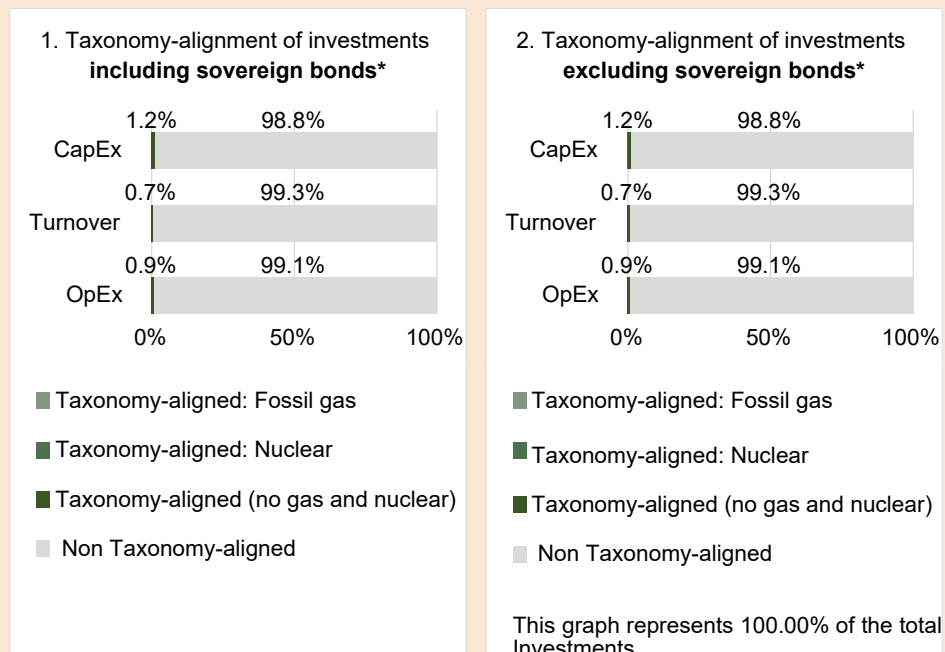 1. Taxonomy-alignment of investments
including sovereign bonds*
1.2% 98.8%
CapEx
0.7% 99.3%
Turnover
0.9% 99.1%
OpEx
0% 50% 100%
Taxonomy-aligned: Fossil gas
Taxonomy-aligned: Nuclear
Taxonomy-aligned (no gas and nuclear)
Non Taxonomy-aligned
2. Taxonomy-alignment of investments
excluding sovereign bonds*
1.2% 98.8%
CapEx
0.7% 99.3%
Turnover
0.9% 99.1%
OpEx
0% 50% 100%
Taxonomy-aligned: Fossil gas
Taxonomy-aligned: Nuclear
Taxonomy-aligned (no gas and nuclear)
Non Taxonomy-aligned
This graph represents 100.00% of the total
Investments